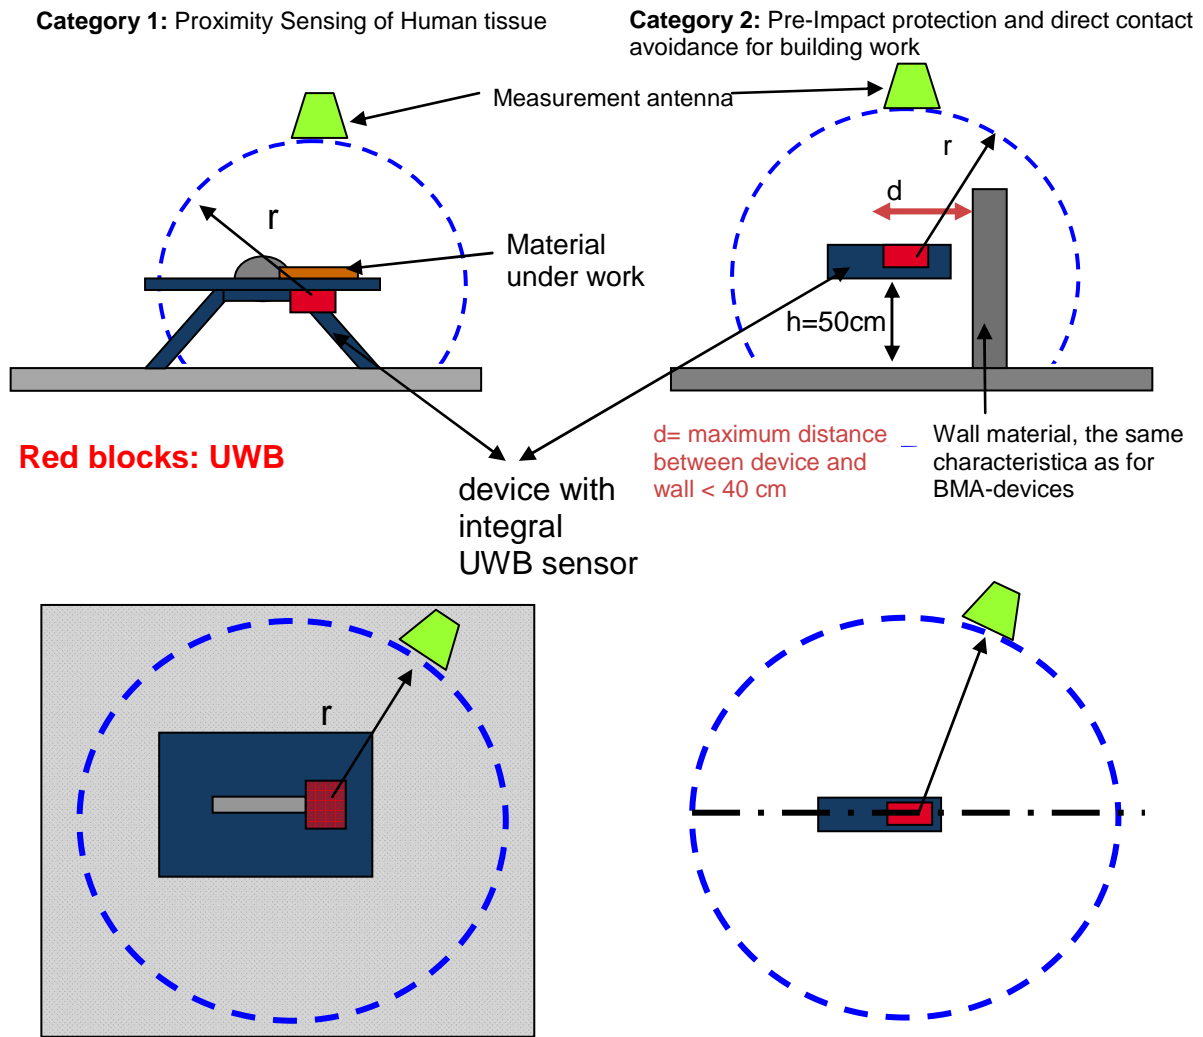 Category 1: Proximity Sensing of Human tissue
Category 2: Pre-Impact protection and direct contact
avoidance for building work
Measurement antenna
r
r
d
Material
under work
h=50cm
Red blocks: UWB
d= maximum distance
between device and
wall < 40 cm
Wall material, the same
characteristica as for
BMA-devices
device with
integral
UWB sensor
r